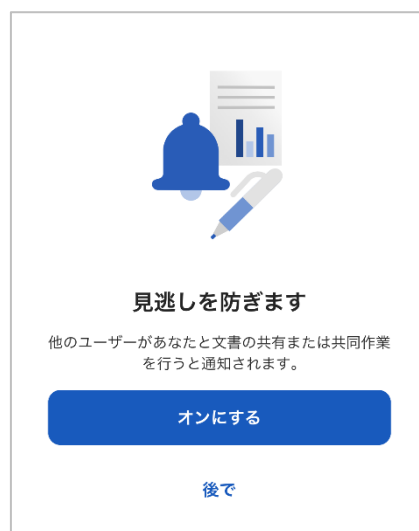 見逃しを防ぎます
他のユーザーがあなたと文書の共有または共同作業
を行うと通知されます。
オンにする
後で